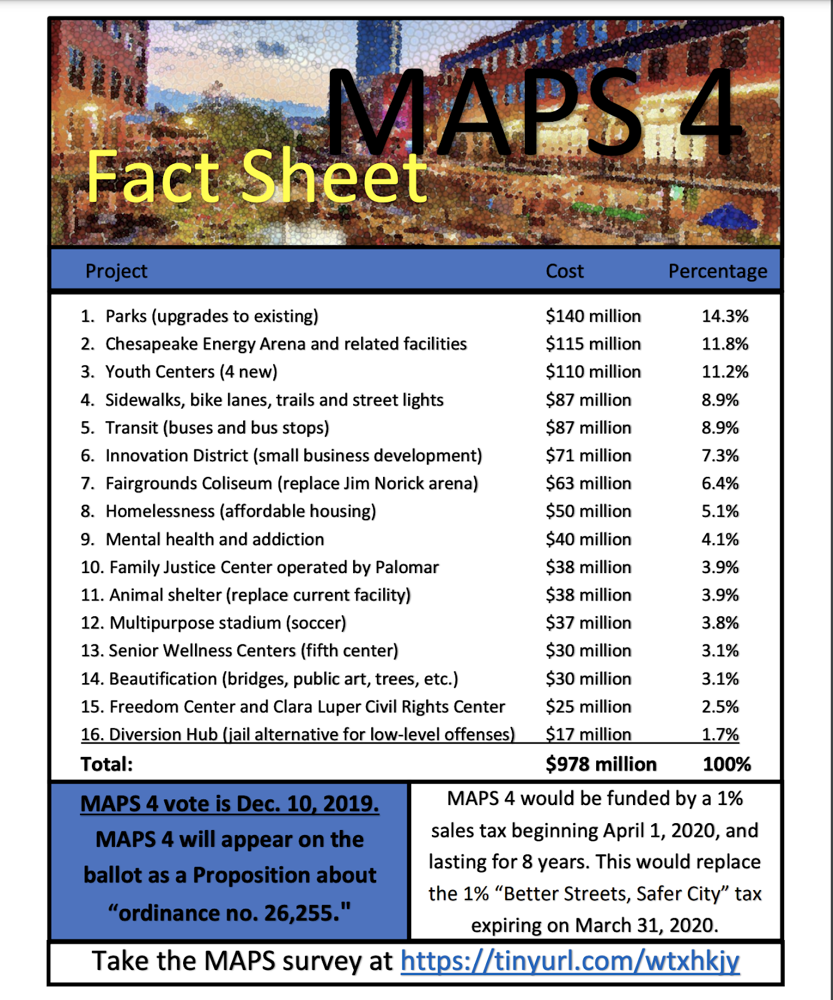 MAPS 4
Fact Sheet
Project Cost Percentage
1. Parks (upgrades to existing) $140 million 14.3%
2. Chesapeake Energy Arena and related facilities $115 million 11.8%
3. Youth Centers (4 new) $110 million 11.2%
4. Sidewalks, bike lanes, trails and street lights $87 million 8.9%
5. Transit (buses and bus stops) $87 million 8.9%
6. Innovation District (small business development) $71 million 7.3%
7. Fairgrounds Coliseum (replace Jim Norick arena) $63 million 6.4%
8. Homelessness (affordable housing) $50 million 5.1%
9. Mental health and addiction $40 million 4.1%
10. Family Justice Center operated by Palomar $38 million 3.9%
11. Animal shelter (replace current facility) $38 million 3.9%
12. Multipurpose stadium (soccer) $37 million 3.8%
13. Senior Wellness Centers (fifth center) $30 million 3.1%
14. Beautification (bridges, public art, trees, etc.) $30 million 3.1%
15. Freedom Center and Clara Luper Civil Rights Center $25 million 2.5%
16. Diversion Hub (jail alternative for low-level offenses) $17 million 1.7%
Total: $978 million 100%
MAPS 4 vote is Dec. 10, 2019.
MAPS 4 will appear on the
ballot as a Proposition about
“ordinance no. 26,255."
MAPS 4 would be funded by a 1%
sales tax beginning April 1, 2020, and
lasting for 8 years. This would replace
the 1% “Better Streets, Safer City” tax
expiring on March 31, 2020.
Take the MAPS survey at https://tinyurl.com/wtxhkjy